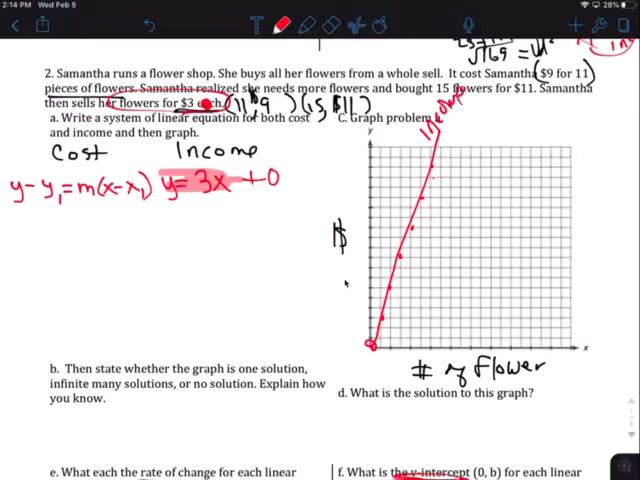 2:14 PM Wed Feb 5
28%
√169 =
2. Samantha runs a flower shop. She buys all her flowers from a whole sell. It cost Samantha $9 for 11
pieces of flowers. Samantha realized she needs more flowers and bought 15 flowers for $11. Samantha
then sells her flowers for $3 each. (11, $9) (15, $11)
a. Write a system of linear equation for both cost
and income and then graph.
C. Graph problem
Income
Cost
Income
y
y - y₁ = m(x - x₁)
y = 3x + 0
$
x
# of Flower
b. Then state whether the graph is one solution,
infinite many solutions, or no solution. Explain how
you know.
d. What is the solution to this graph?
e. What each the rate of change for each linear
f. What is the y-intercept (0, b) for each linear